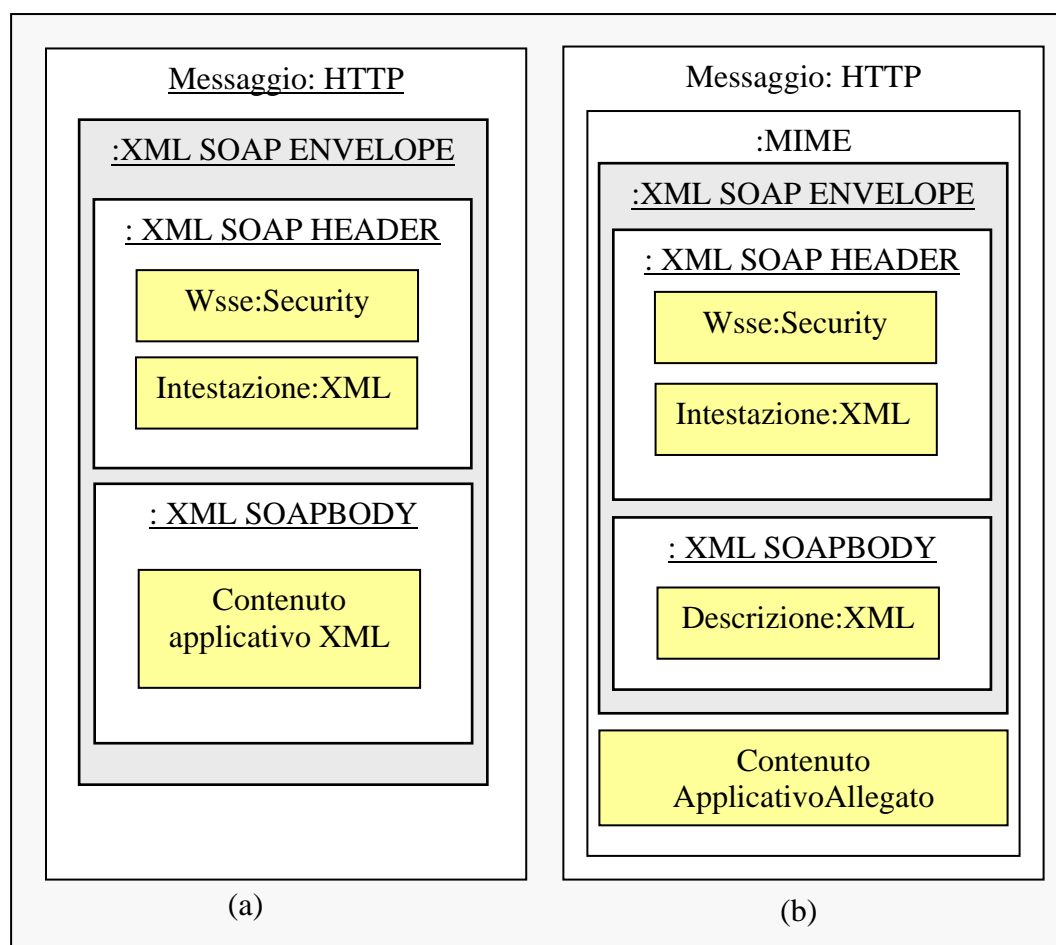 Messaggio: HTTP
:XML SOAP ENVELOPE
: XML SOAP HEADER
Wsse:Security
Intestazione:XML
: XML SOAPBODY
Contenuto
applicativo XML
(a)
Messaggio: HTTP
:MIME
:XML SOAP ENVELOPE
: XML SOAP HEADER
Wsse:Security
Intestazione:XML
: XML SOAPBODY
Descrizione:XML
Contenuto
ApplicativoAllegato
(b)